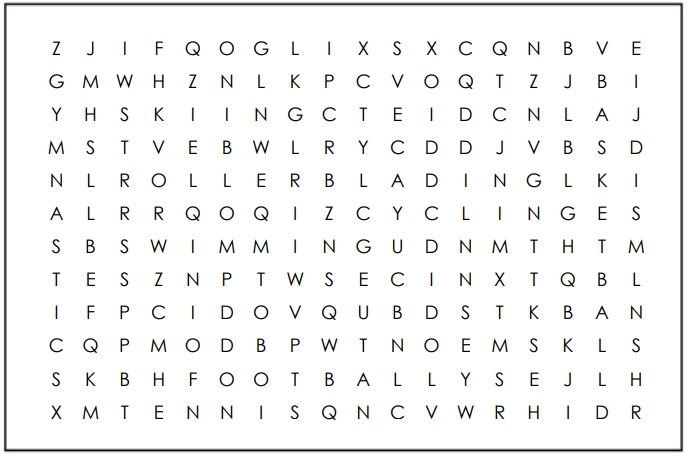 Z J I F Q O G L I X S X C Q N B V E
G M W H Z N L K P C V O Q T Z J B I
Y H S K I I N G C T E I D C N L A J
M S T V E B W L R Y C D D J V B S D
N L R O L L E R B L A D I N G L K I
A L R R Q O Q I Z C Y C L I N G E S
S B S W I M M I N G U D N M T H T M
T E S Z N P T W S E C I N X T Q B L
I F P C I D O V Q U B D S T K B A N
C Q P M O D B P W T N O E M S K L S
S K B H F O O T B A L L Y S E J L H
X M T E N N I S Q N C V W R H I D R